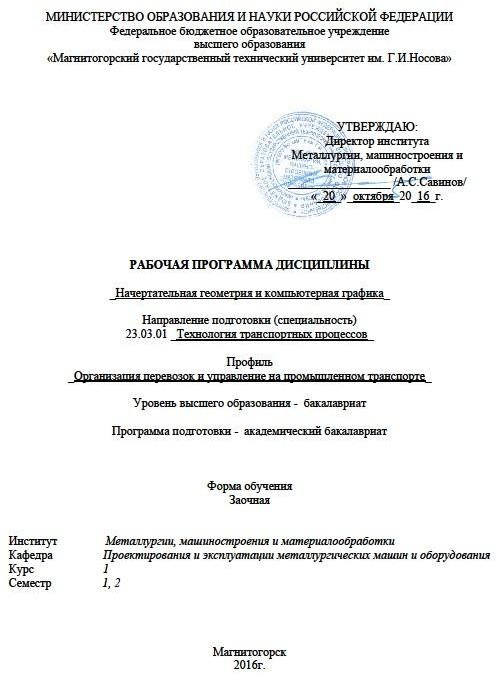 МИНИСТЕРСТВО ОБРАЗОВАНИЯ И НАУКИ РОССИЙСКОЙ ФЕДЕРАЦИИ
Федеральное бюджетное образовательное учреждение
высшего образования
«Магнитогорский государственный технический университет им. Г.И.Носова»
УТВЕРЖДАЮ:
Директор института
Металлургии, машиностроения и
материалообработки
/А.С.Савинов/
« 20 » октября 20 16 г.
РАБОЧАЯ ПРОГРАММА ДИСЦИПЛИНЫ
Начертательная геометрия и компьютерная графика
Направление подготовки (специальность)
23.03.01 Технология транспортных процессов
Профиль
Организация перевозок и управление на промышленном транспорте
Уровень высшего образования - бакалавриат
Программа подготовки - академический бакалавриат
Форма обучения
Заочная
Институт Металлургии, машиностроения и материалообработки
Кафедра Проектирования и эксплуатации металлургических машин и оборудования
Курс 1
Семестр 1, 2
Магнитогорск
2016г.